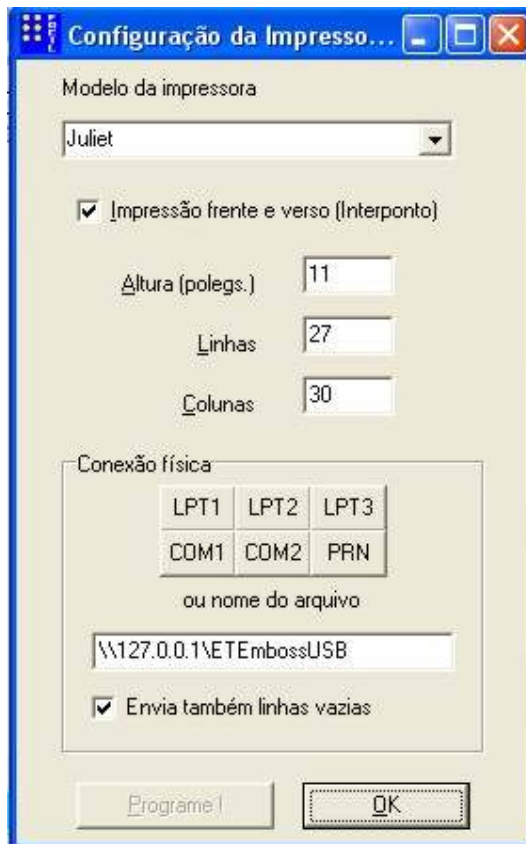 Configuração da Impresso...
Modelo da impressora
Juliet
Impressão frente e verso (Interponto)
Altura (polegs.) 11
Linhas 27
Colunas 30
Conexão física
LPT1 LPT2 LPT3
COM1 COM2 PRN
ou nome do arquivo
\\127.0.0.1\ETEmbossUSB
Envia também linhas vazias
Programe ! OK